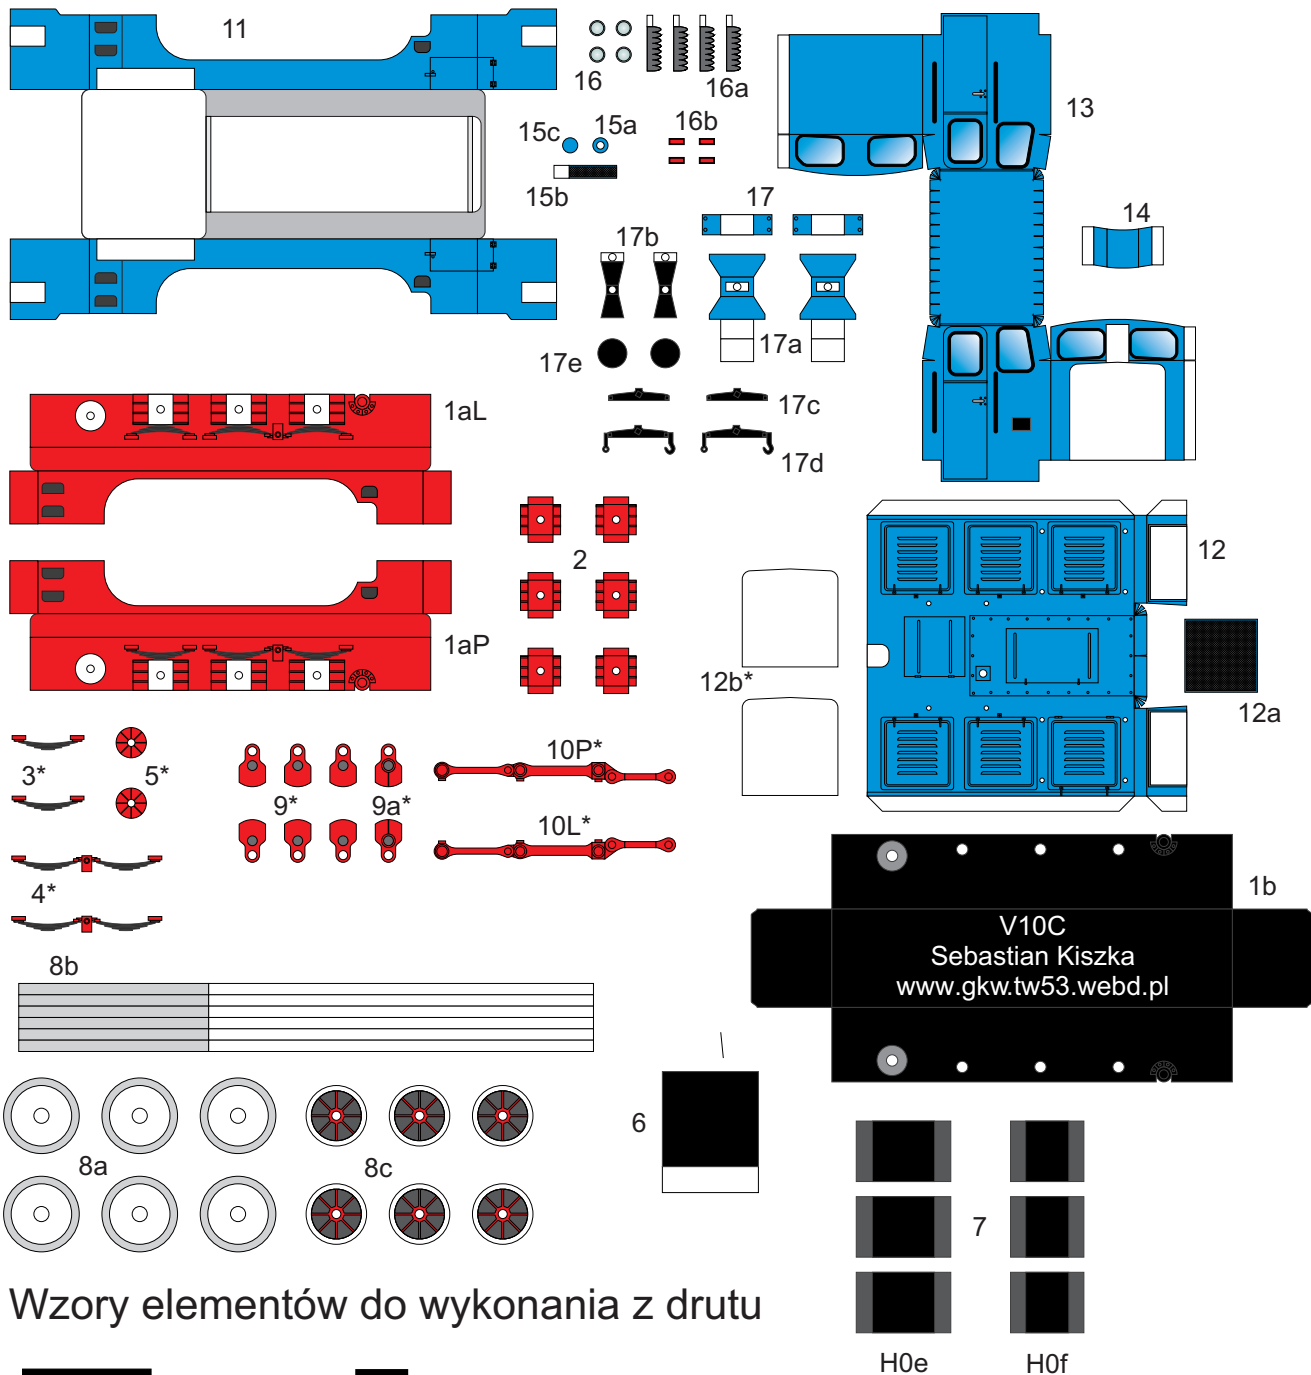 11
16
16a
13
15c
15a
16b
15b
17
14
17b
17a
17e
17c
1aL
17d
2
12
1aP
12b*
12a
3*
5*
10P*
9*
9a*
10L*
4*
1b
V10C
Sebastian Kiszka
www.gkw.tw53.webd.pl
8b
6
8a
8c
7
Wzory elementów do wykonania z drutu
H0e
H0f